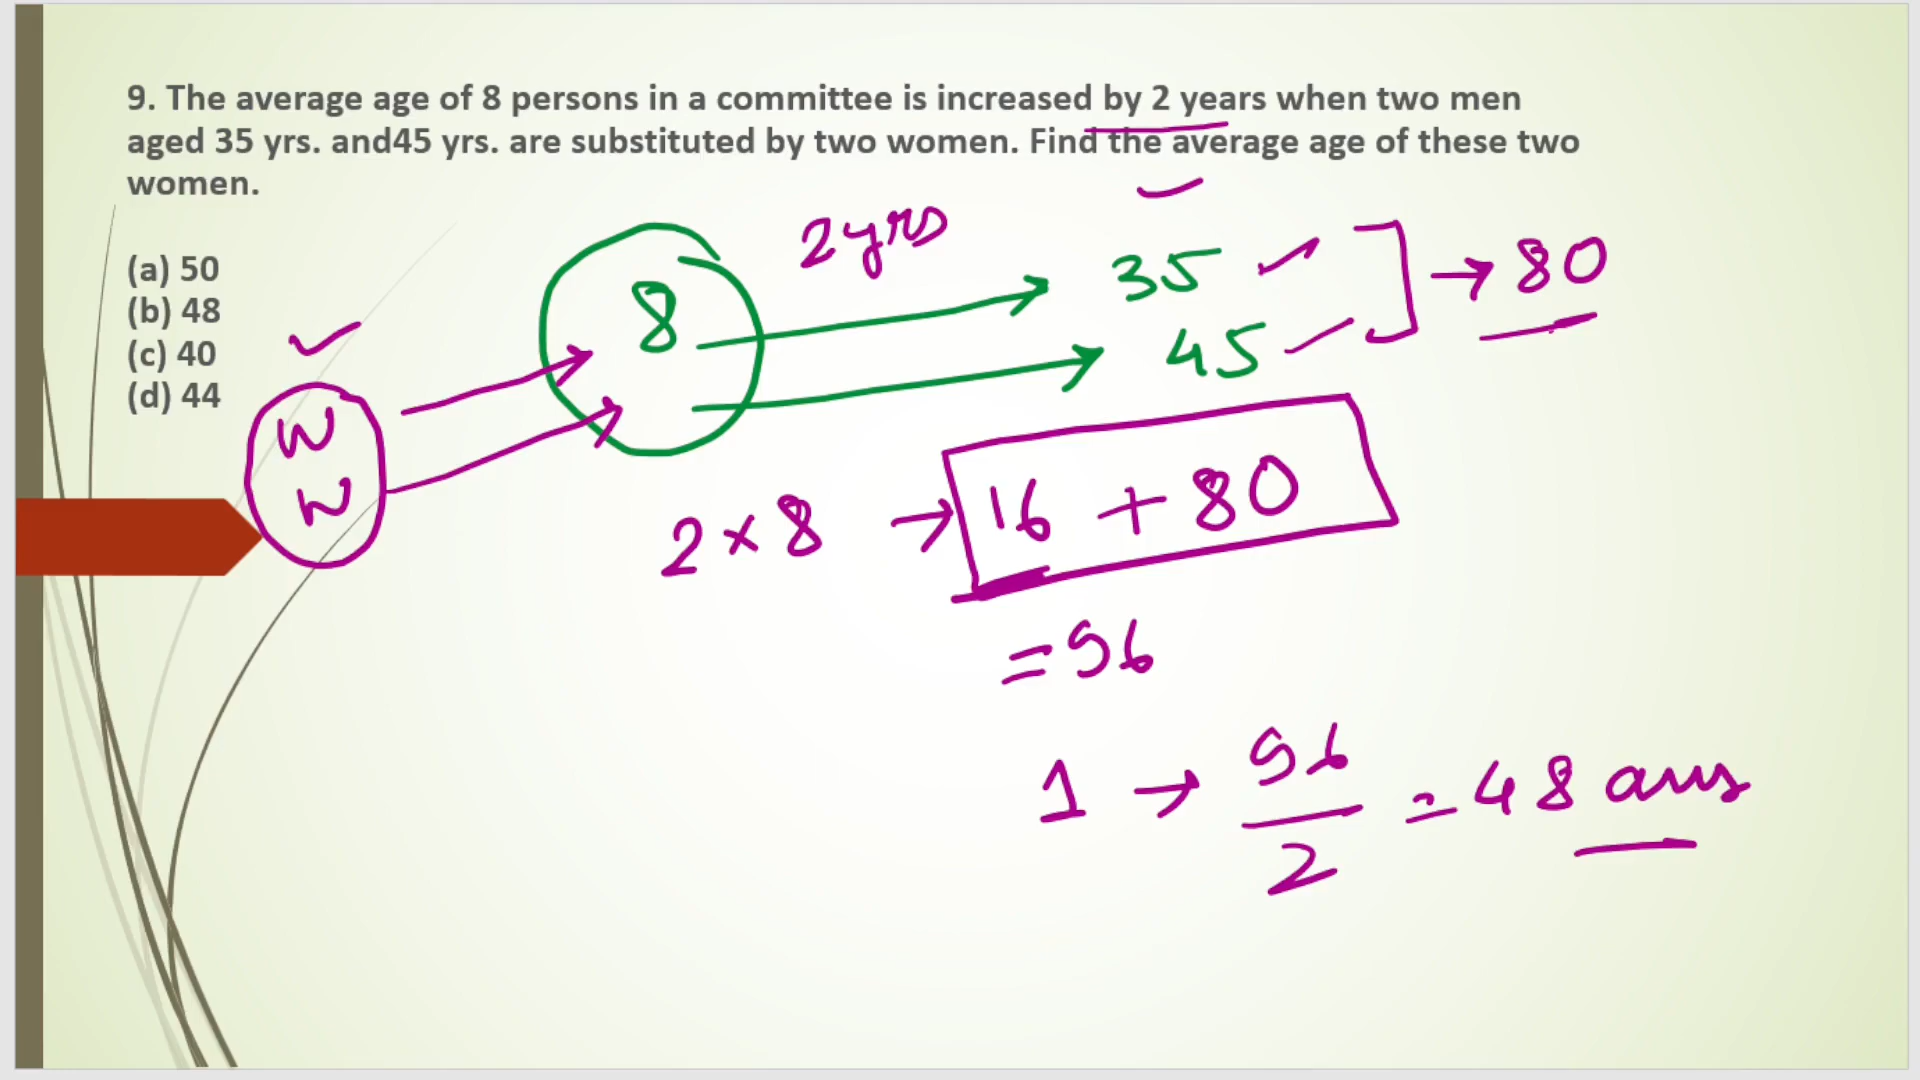 9. The average age of 8 persons in a committee is increased by 2 years when two men
aged 35 yrs. and45 yrs. are substituted by two women. Find the average age of these two
women.
(a) 50
(b) 48
(c) 40
(d) 44
W
W
8
2yrs
35
45
→ 80
2 × 8 → 16 + 80
= 96
1 → 96/2 = 48 ans